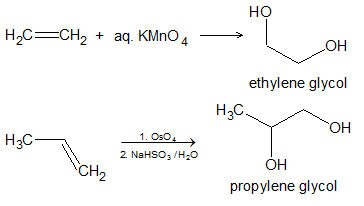 H₂C=CH₂ + aq. KMnO₄
HO
OH
ethylene glycol
H₃C
CH₂
1. OsO₄
2. NaHSO₃ /H₂O
H₃C
OH
OH
propylene glycol